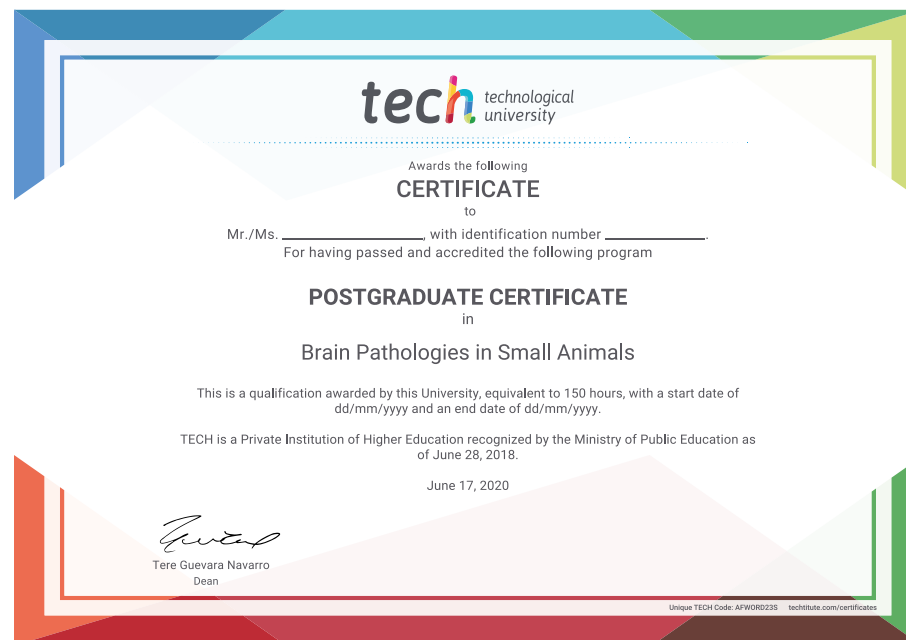 tech technological
university
Awards the following
CERTIFICATE
to
Mr./Ms. ____________, with identification number ____________.
For having passed and accredited the following program
POSTGRADUATE CERTIFICATE
in
Brain Pathologies in Small Animals
This is a qualification awarded by this University, equivalent to 150 hours, with a start date of
dd/mm/yyyy and an end date of dd/mm/yyyy.
TECH is a Private Institution of Higher Education recognized by the Ministry of Public Education as
of June 28, 2018.
June 17, 2020
Tere Guevara Navarro
Dean
Unique TECH Code: AFWORD23S techtitute.com/certificates